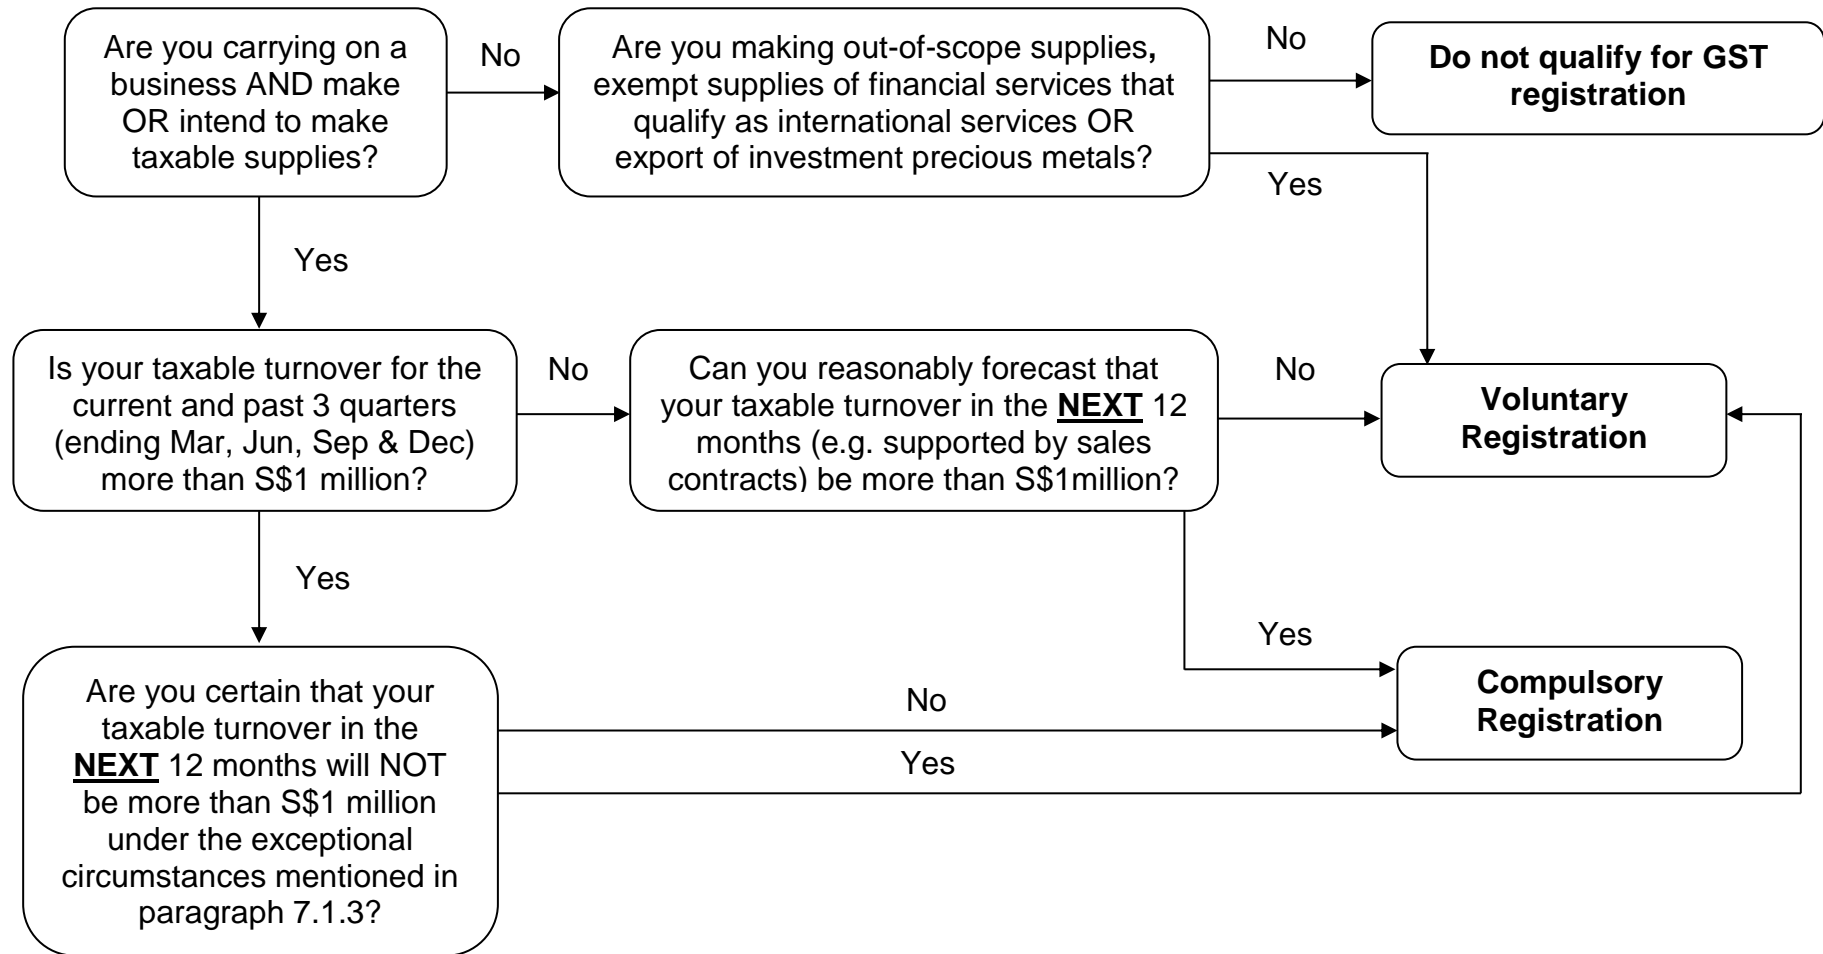 Are you carrying on a
business AND make
OR intend to make
taxable supplies?
No
Are you making out-of-scope supplies,
exempt supplies of financial services that
qualify as international services OR
export of investment precious metals?
No
Do not qualify for GST
registration
Yes
Yes
Is your taxable turnover for the
current and past 3 quarters
(ending Mar, Jun, Sep & Dec)
more than S$1 million?
No
Can you reasonably forecast that
your taxable turnover in the NEXT 12
months (e.g. supported by sales
contracts) be more than S$1million?
No
Voluntary
Registration
Yes
Yes
Are you certain that your
taxable turnover in the
NEXT 12 months will NOT
be more than S$1 million
under the exceptional
circumstances mentioned in
paragraph 7.1.3?
No
Yes
Compulsory
Registration